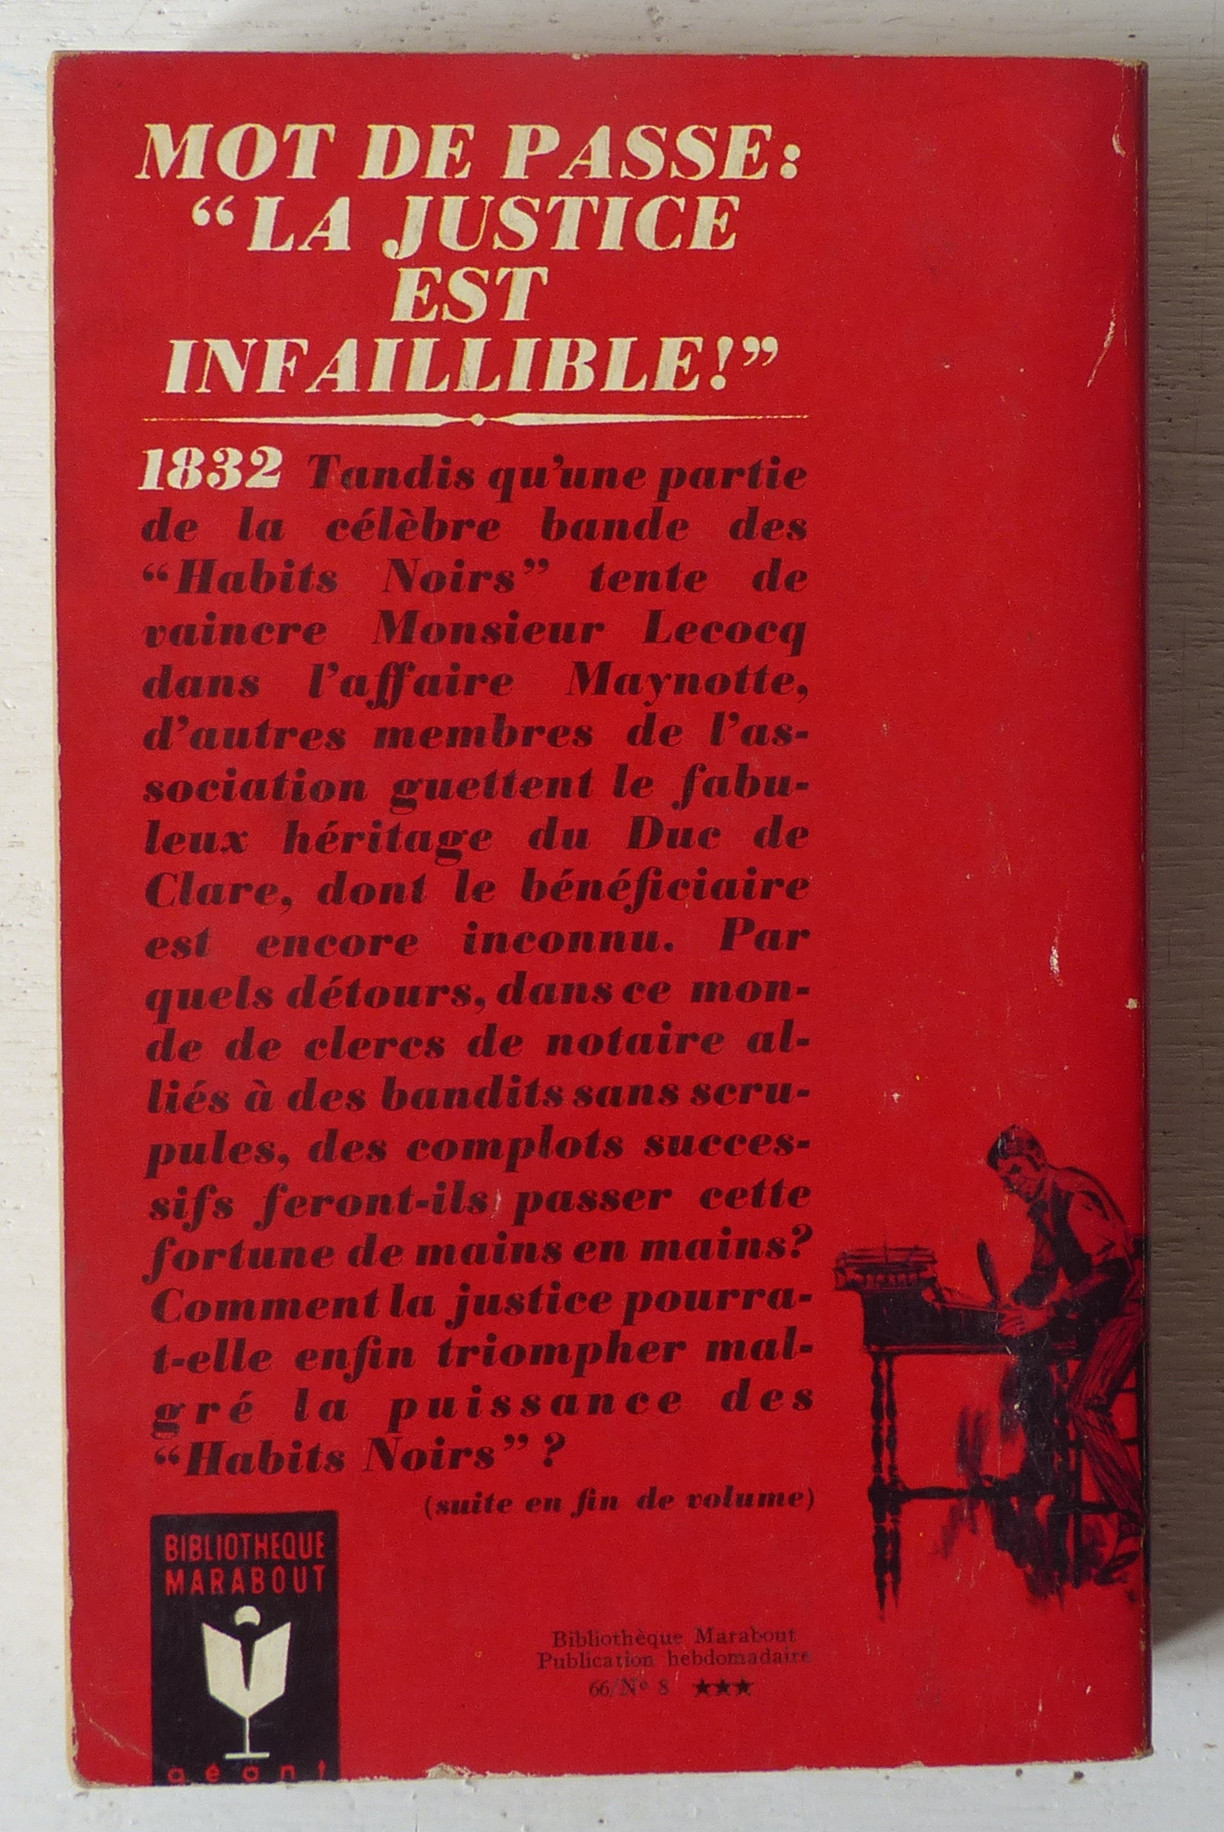 MOT DE PASSE:
“LA JUSTICE
EST
INFAILLIBLE!”
1832 Tandis qu’une partie
de la célèbre bande des
“Habits Noirs” tente de
vaincre Monsieur Lecocq
dans l’affaire Maynotte,
d’autres membres de l’as-
sociation guettent le fabu-
leux héritage du Duc de
Clare, dont le bénéficiaire
est encore inconnu. Par
quels détours, dans ce mon-
de de clercs de notaire al-
liés à des bandits sans scru-
pules, des complots succes-
sifs feront-ils passer cette
fortune de mains en mains?
Comment la justice pourra-
t-elle enfin triompher mal-
gré la puissance des
“Habits Noirs” ?
(suite en fin de volume)
BIBLIOTHEQUE
MARABOUT
géant
Bibliothèque Marabout
Publication hebdomadaire
66/N° 8 ★★★